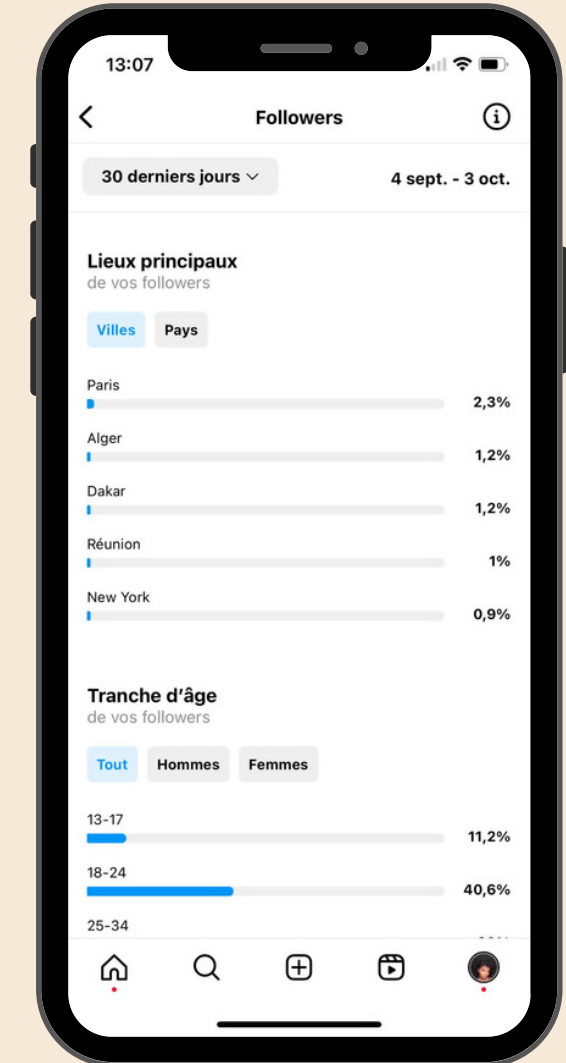 13:07
Followers
30 derniers jours
4 sept. - 3 oct.
Lieux principaux
de vos followers
Villes Pays
Paris
2,3%
Alger
1,2%
Dakar
1,2%
Réunion
1%
New York
0,9%
Tranche d'âge
de vos followers
Tout Hommes Femmes
13-17
11,2%
18-24
40,6%
25-34